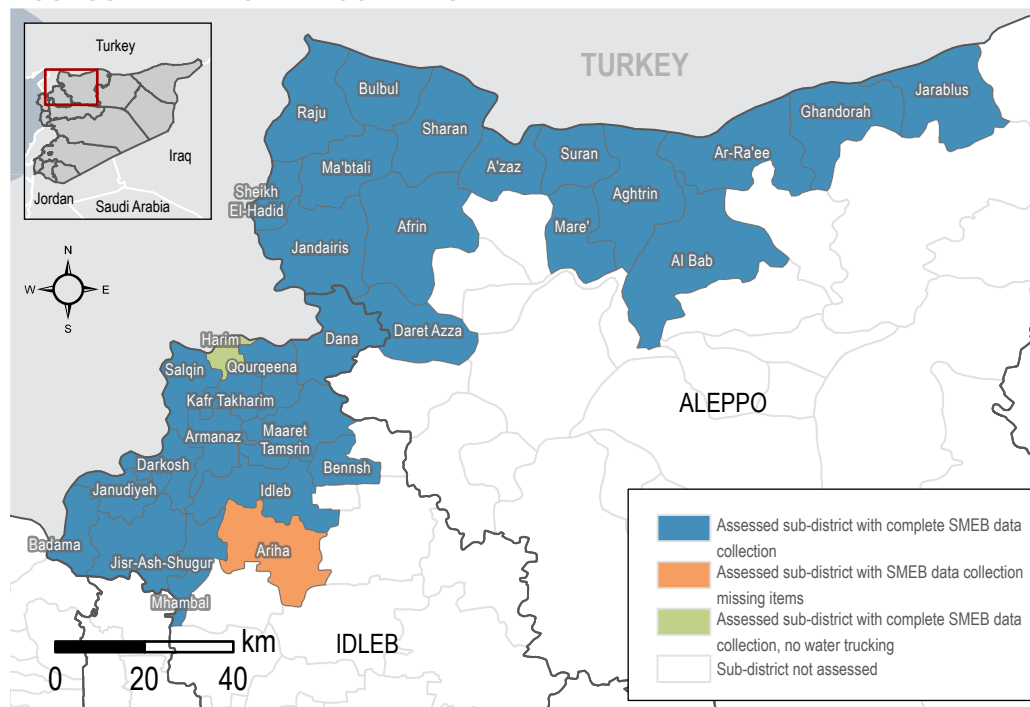 Turkey
Iraq
Jordan
Saudi Arabia
N
W
E
S
TURKEY
Bulbul
Raju
Sharan
Ma'btali
A'zaz
Suran
Ar-Ra'ee
Ghandorah
Jarablus
Sheikh
El-Hadid
Afrin
Aghtrin
Mare'
Jandairis
Al Bab
Dana
Daret Azza
Harim
Salqin
Qourqeena
Kafr Takharim
Armanaz
Maaret
Tamsrin
Darkosh
Bennsh
Janudiyeh
Idleb
Badama
Jisr-Ash-Shugur
Ariha
Mhambal
ALEPPO
IDLEB
km
0 20 40
Assessed sub-district with complete SMEB data
collection
Assessed sub-district with SMEB data collection
missing items
Assessed sub-district with complete SMEB data
collection, no water trucking
Sub-district not assessed